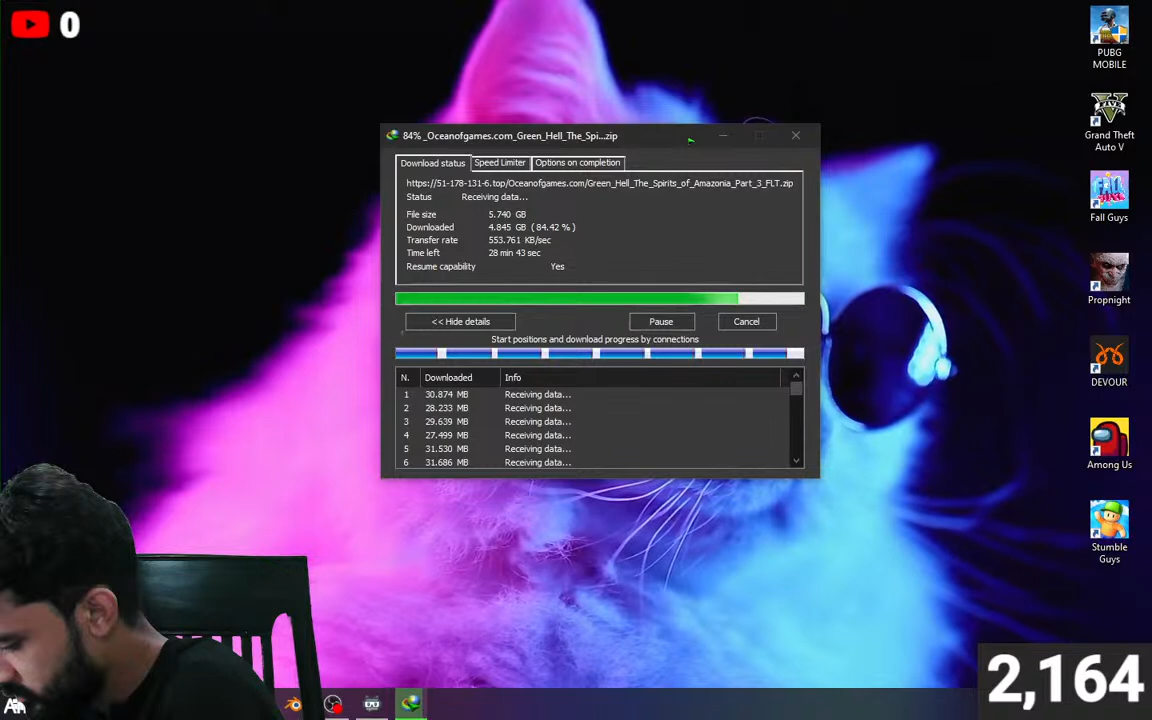 0
84% _Oceanofgames.com_Green_Hell_The_Spi...zip
Download status
Speed Limiter
Options on completion
https://51-178-131-6.top/Oceanofgames.com/Green_Hell_The_Spirits_of_Amazonia_Part_3_FLT.zip
Status Receiving data...
File size 5.740 GB
Downloaded 4.845 GB ( 84.42 % )
Transfer rate 553.761 KB/sec
Time left 28 min 43 sec
Resume capability Yes
<< Hide details
Pause
Cancel
Start positions and download progress by connections
N. Downloaded Info
1 30.874 MB Receiving data...
2 28.233 MB Receiving data...
3 29.639 MB Receiving data...
4 27.499 MB Receiving data...
5 31.530 MB Receiving data...
6 31.686 MB Receiving data...
PUBG
MOBILE
Grand Theft
Auto V
Fall Guys
Propnight
DEVOUR
Among Us
Stumble
Guys
2,164